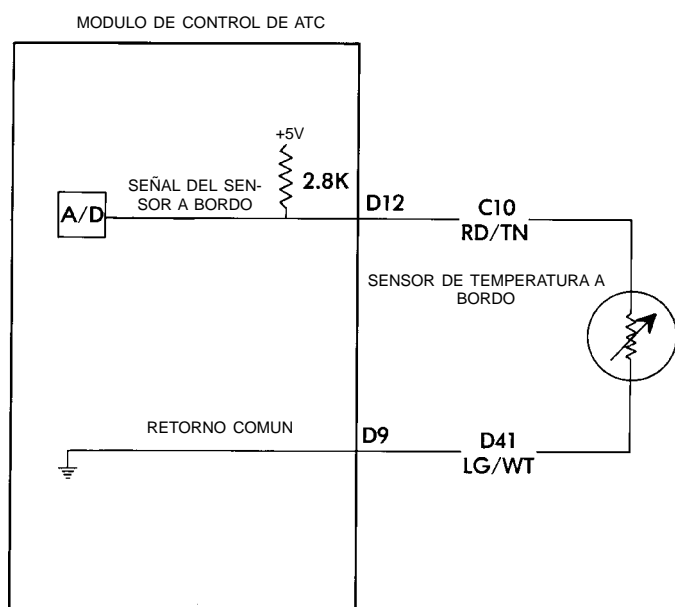 MODULO DE CONTROL DE ATC
+5V
2.8K
SEÑAL DEL SEN-
SOR A BORDO
A/D
D12
C10
RD/TN
SENSOR DE TEMPERATURA A
BORDO
RETORNO COMUN
D9
D41
LG/WT